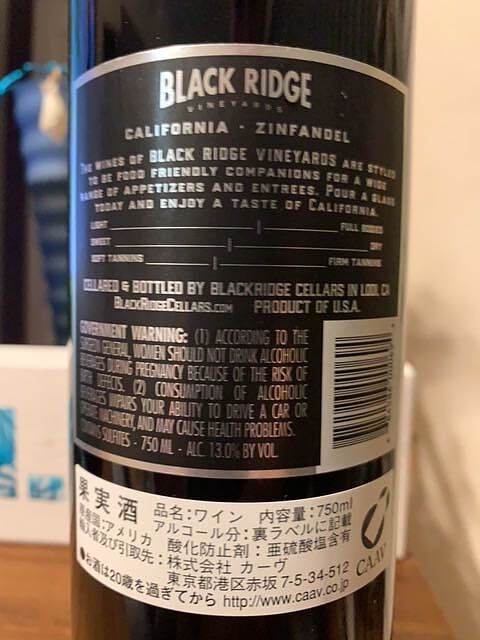 BLACK RIDGE
VINEYARDS
CALIFORNIA · ZINFANDEL
THE WINES OF BLACK RIDGE VINEYARDS ARE STYLED
TO BE FOOD FRIENDLY COMPANIONS FOR A WIDE
RANGE OF APPETIZERS AND ENTREES. POUR A GLASS
TODAY AND ENJOY A TASTE OF CALIFORNIA.
LIGHT FULL BODIED
SWEET DRY
SOFT TANNINS FIRM TANNINS
CELLARED & BOTTLED BY BLACKRIDGE CELLARS IN LODI, CA
BLACKRIDGECELLARS.COM PRODUCT OF U.S.A.
GOVERNMENT WARNING: (1) ACCORDING TO THE
SURGEON GENERAL, WOMEN SHOULD NOT DRINK ALCOHOLIC
BEVERAGES DURING PREGNANCY BECAUSE OF THE RISK OF
BIRTH DEFECTS. (2) CONSUMPTION OF ALCOHOLIC
BEVERAGES IMPAIRS YOUR ABILITY TO DRIVE A CAR OR
OPERATE MACHINERY, AND MAY CAUSE HEALTH PROBLEMS.
CONTAINS SULFITES - 750 ML - ALC. 13.0% BY VOL.
果実酒 品名:ワイン 内容量:750ml
原産国:アメリカ アルコール分:裏ラベルに記載
酸化防止剤:亜硫酸塩含有
輸入者及び引取先:株式会社 カーヴ
東京都港区赤坂 7-5-34-512
●お酒は20歳を過ぎてから http://www.caav.co.jp
CAAV